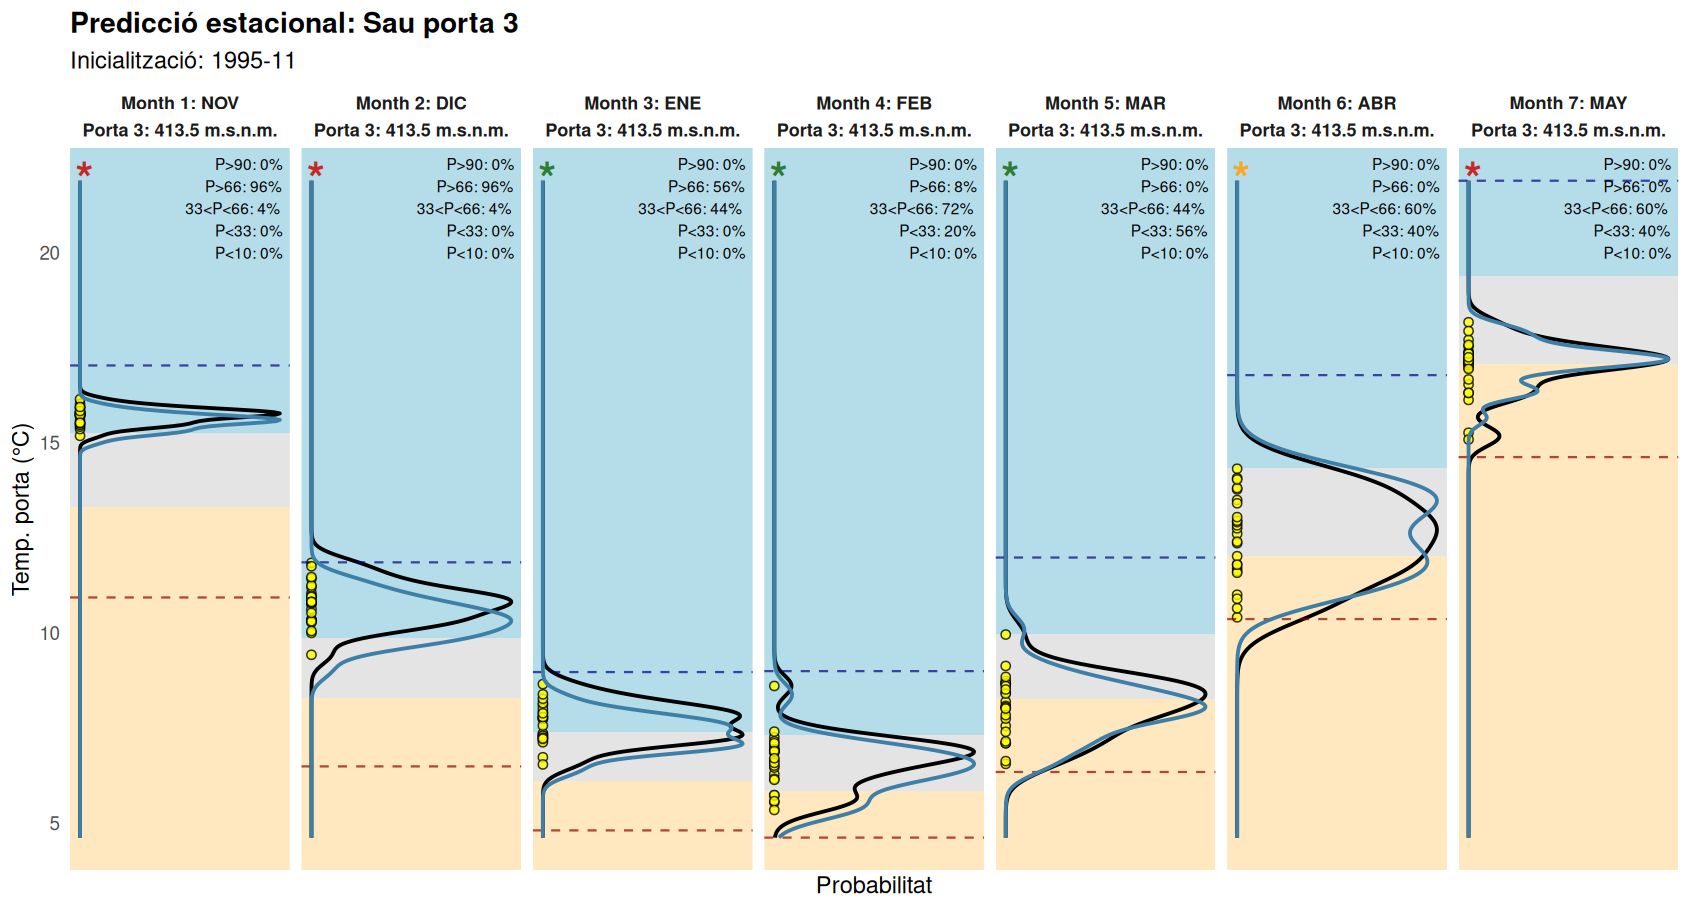 Predicció estacional: Sau porta 3
Inicialització: 1995-11
Month 1: NOV
Porta 3: 413.5 m.s.n.m.
Month 2: DIC
Porta 3: 413.5 m.s.n.m.
Month 3: ENE
Porta 3: 413.5 m.s.n.m.
Month 4: FEB
Porta 3: 413.5 m.s.n.m.
Month 5: MAR
Porta 3: 413.5 m.s.n.m.
Month 6: ABR
Porta 3: 413.5 m.s.n.m.
Month 7: MAY
Porta 3: 413.5 m.s.n.m.
*
P>90: 0%
P>66: 96%
33<P<66: 4%
P<33: 0%
P<10: 0%
*
P>90: 0%
P>66: 96%
33<P<66: 4%
P<33: 0%
P<10: 0%
*
P>90: 0%
P>66: 56%
33<P<66: 44%
P<33: 0%
P<10: 0%
*
P>90: 0%
P>66: 8%
33<P<66: 72%
P<33: 20%
P<10: 0%
*
P>90: 0%
P>66: 0%
33<P<66: 44%
P<33: 56%
P<10: 0%
*
P>90: 0%
P>66: 0%
33<P<66: 60%
P<33: 40%
P<10: 0%
*
P>90: 0%
P>66: 0%
33<P<66: 60%
P<33: 40%
P<10: 0%
20
15
10
5
Temp. porta (°C)
Probabilitat